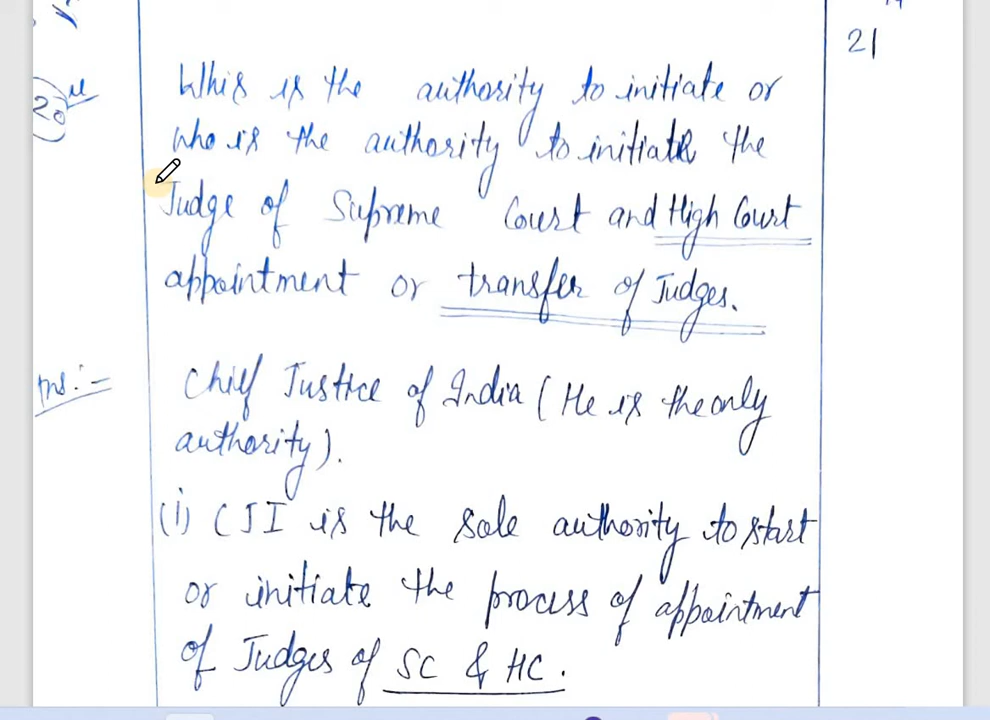 21
20
Whis is the authority to initiate or
who is the authority to initiate the
Judge of Supreme Court and High Court
appointment or transfer of Judges.
Ans:-
Chief Justice of India (He is the only
authority).
(i) CJI is the sole authority to start
or initiate the process of appointment
of Judges of SC & HC.